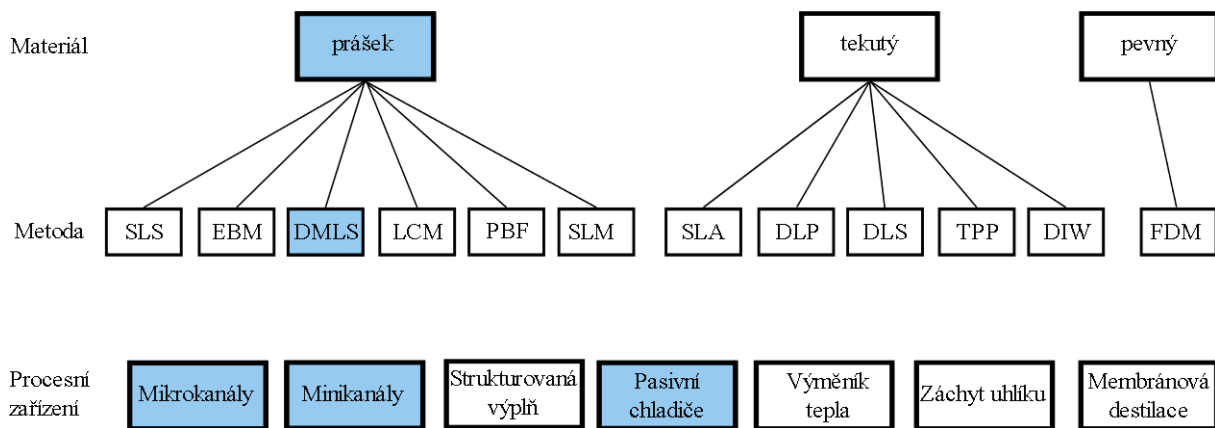 Materiál
prášek
tekutý
pevný
Metoda
SLS
EBM
DMLS
LCM
PBF
SLM
SLA
DLP
DLS
TPP
DIW
FDM
Procesní
zařízení
Mikrokanály
Minikanály
Strukturovaná
výplň
Pasivní
chladiče
Výměník
tepla
Záchyt uhlíku
Membránová
destilace